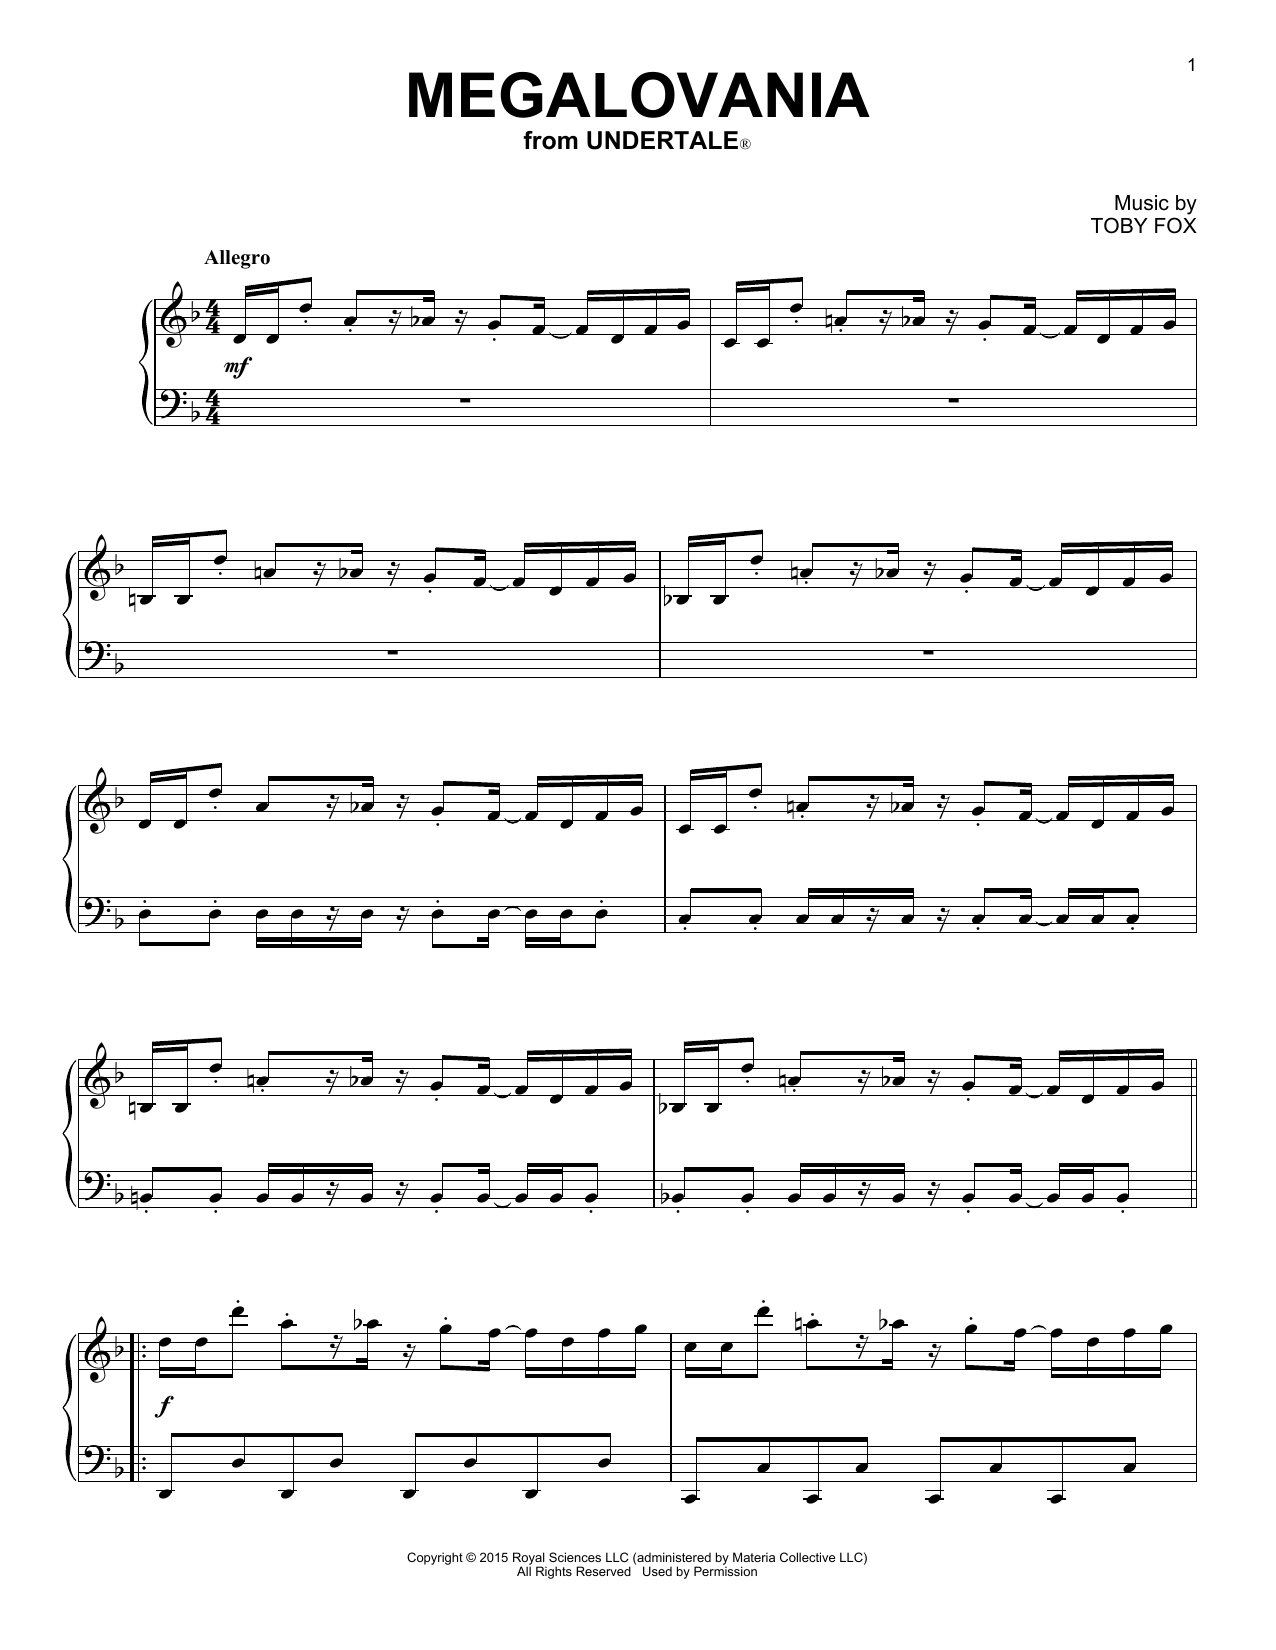 1
MEGALOVANIA
from UNDERTALE®
Music by
TOBY FOX
Allegro
mf
f
Copyright © 2015 Royal Sciences LLC (administered by Materia Collective LLC)
All Rights Reserved Used by Permission